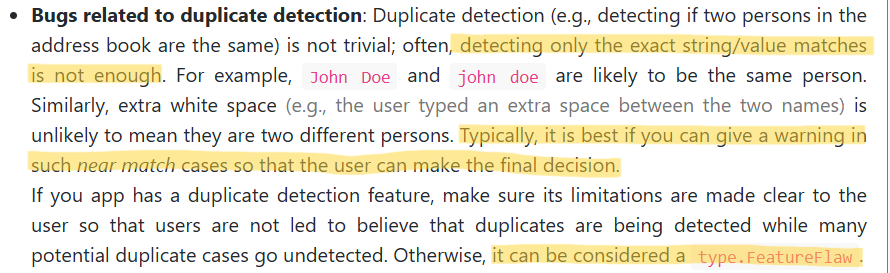 • Bugs related to duplicate detection: Duplicate detection (e.g., detecting if two persons in the
address book are the same) is not trivial; often, detecting only the exact string/value matches
is not enough. For example, John Doe and john doe are likely to be the same person.
Similarly, extra white space (e.g., the user typed an extra space between the two names) is
unlikely to mean they are two different persons. Typically, it is best if you can give a warning in
such near match cases so that the user can make the final decision.
If you app has a duplicate detection feature, make sure its limitations are made clear to the
user so that users are not led to believe that duplicates are being detected while many
potential duplicate cases go undetected. Otherwise, it can be considered a type.FeatureFlaw .